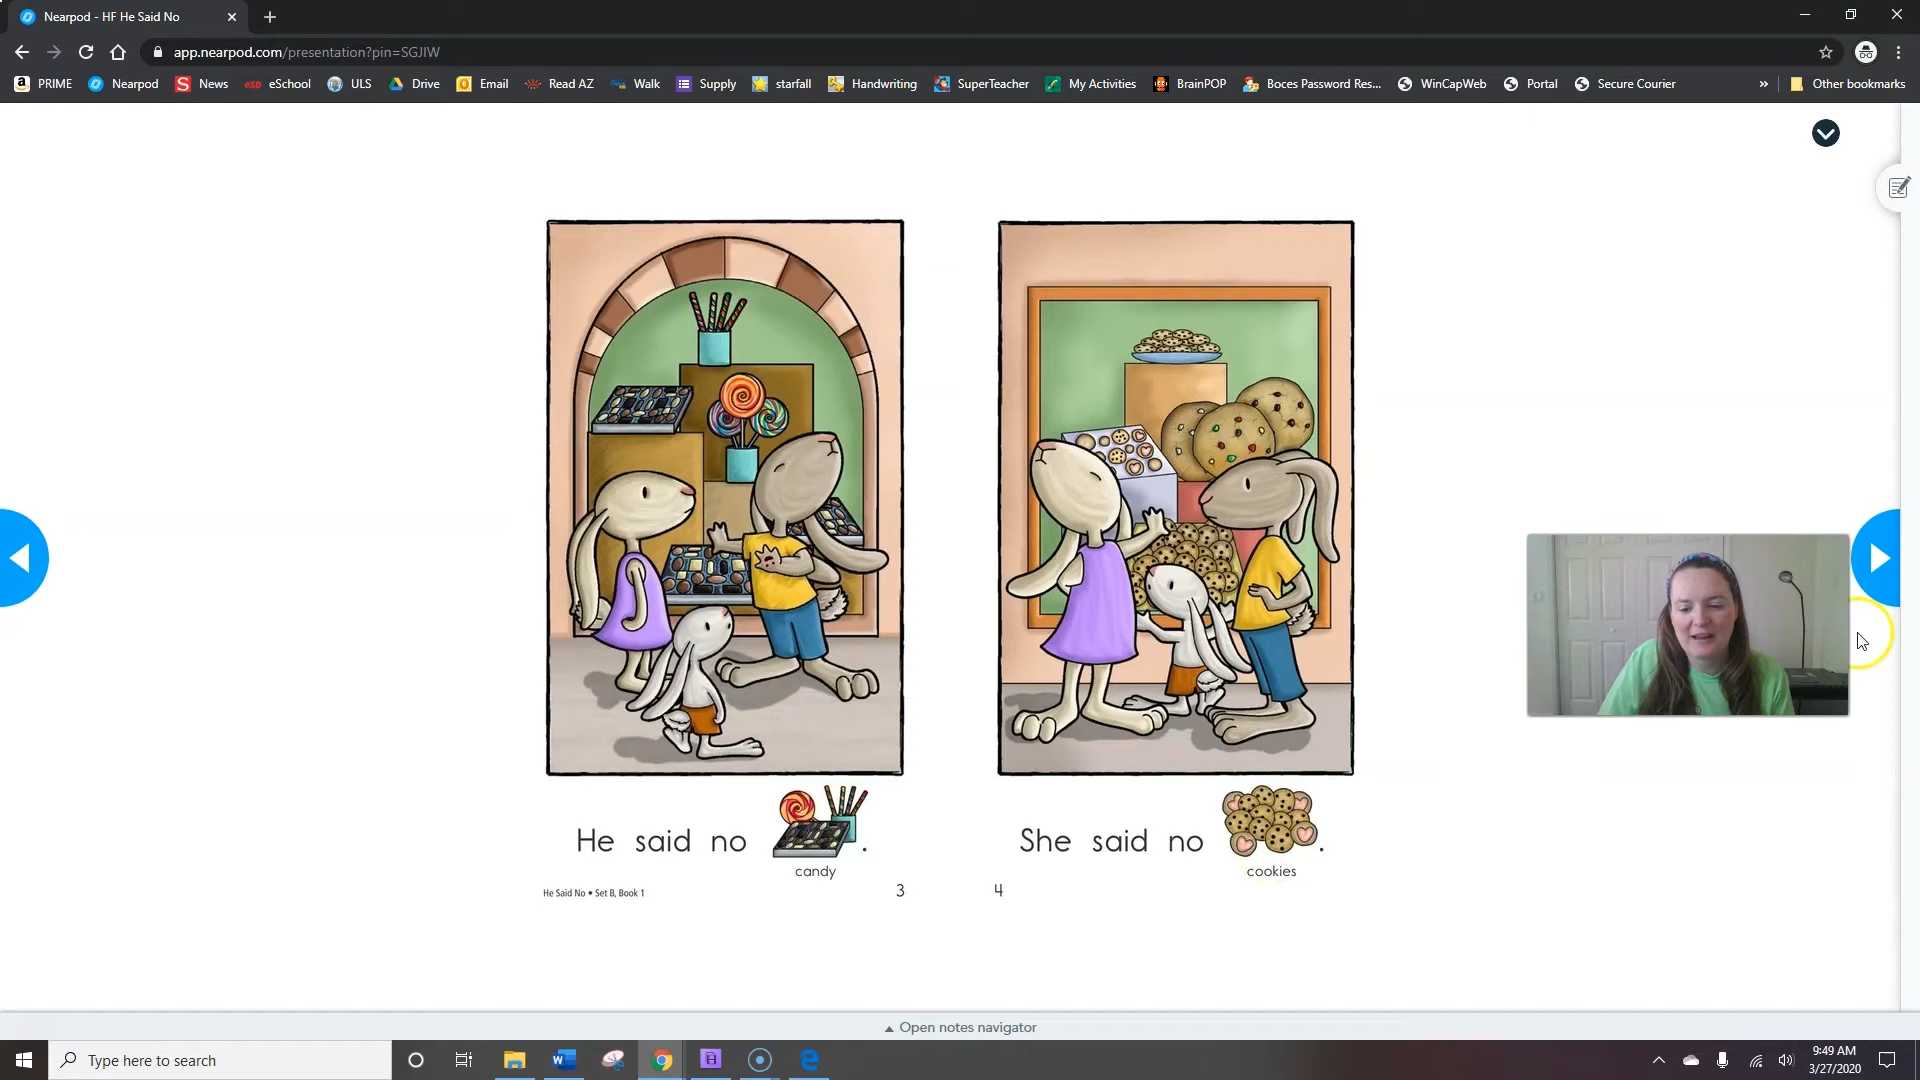 Nearpod - HF He Said No
app.nearpod.com/presentation?pin=SGJIW
PRIME Nearpod News eSchool ULS Drive Email Read AZ Walk Supply starfall Handwriting SuperTeacher My Activities BrainPOP Boces Password Res... WinCapWeb Portal Secure Courier » Other bookmarks
He said no .
candy
He Said No • Set B, Book 1 3
She said no .
cookies
4
Open notes navigator
Type here to search
9:49 AM
3/27/2020